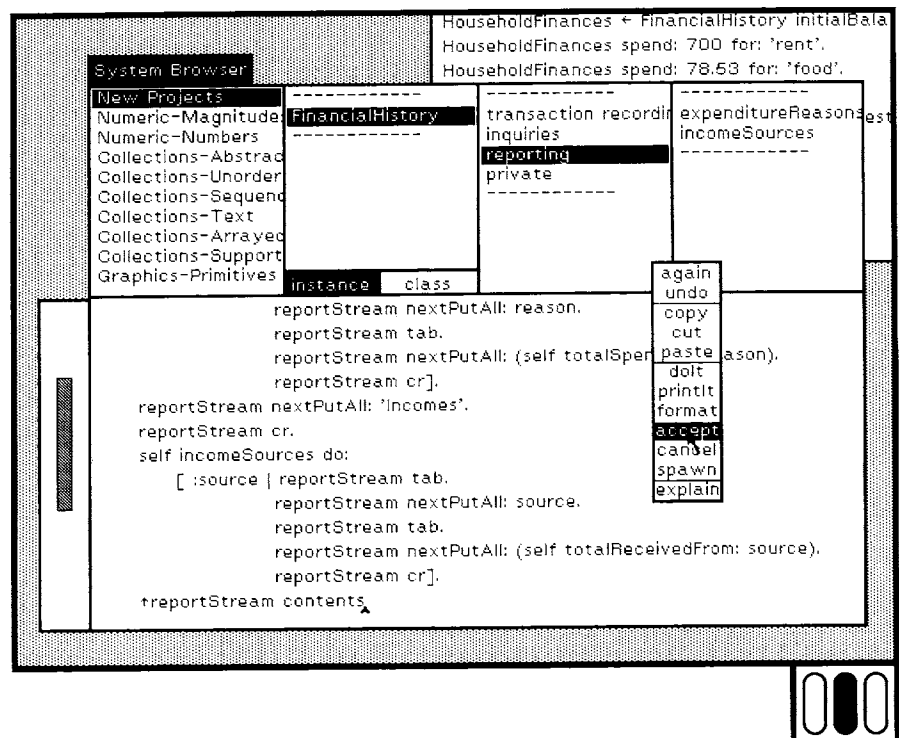 HouseholdFinances ← FinancialHistory initialBala
HouseholdFinances spend: 700 for: 'rent'.
HouseholdFinances spend: 78.53 for: 'food'.
est
System Browser
New Projects
Numeric-Magnitude
Numeric-Numbers
Collections-Abstrac
Collections-Unorder
Collections-Sequenc
Collections-Text
Collections-Arrayed
Collections-Support
Graphics-Primitives
------------
FinancialHistory
------------
instance
class
------------
transaction recordin
inquiries
reporting
private
------------
------------
expenditureReasons
incomeSources
------------
again
undo
copy
cut
paste
doIt
printIt
format
accept
cancel
spawn
explain
reportStream nextPutAll: reason.
reportStream tab.
reportStream nextPutAll: (self totalSpen ason).
reportStream cr].
reportStream nextPutAll: 'Incomes'.
reportStream cr.
self incomeSources do:
[ :source | reportStream tab.
reportStream nextPutAll: source.
reportStream tab.
reportStream nextPutAll: (self totalReceivedFrom: source).
reportStream cr].
↑reportStream contents